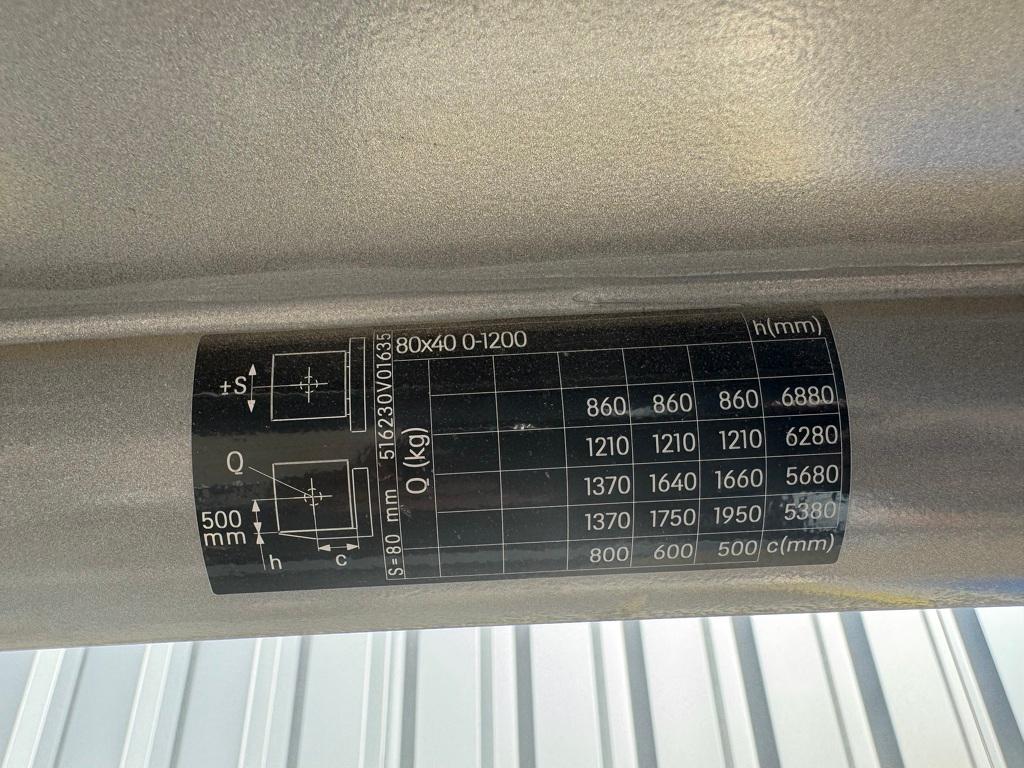 +S
Q
500
mm
h
c
S=80 mm 516230V01635
80x40 0-1200
h(mm)
Q (kg)
860 860 860 6880
1210 1210 1210 6280
1370 1640 1660 5680
1370 1750 1950 5380
800 600 500 c(mm)